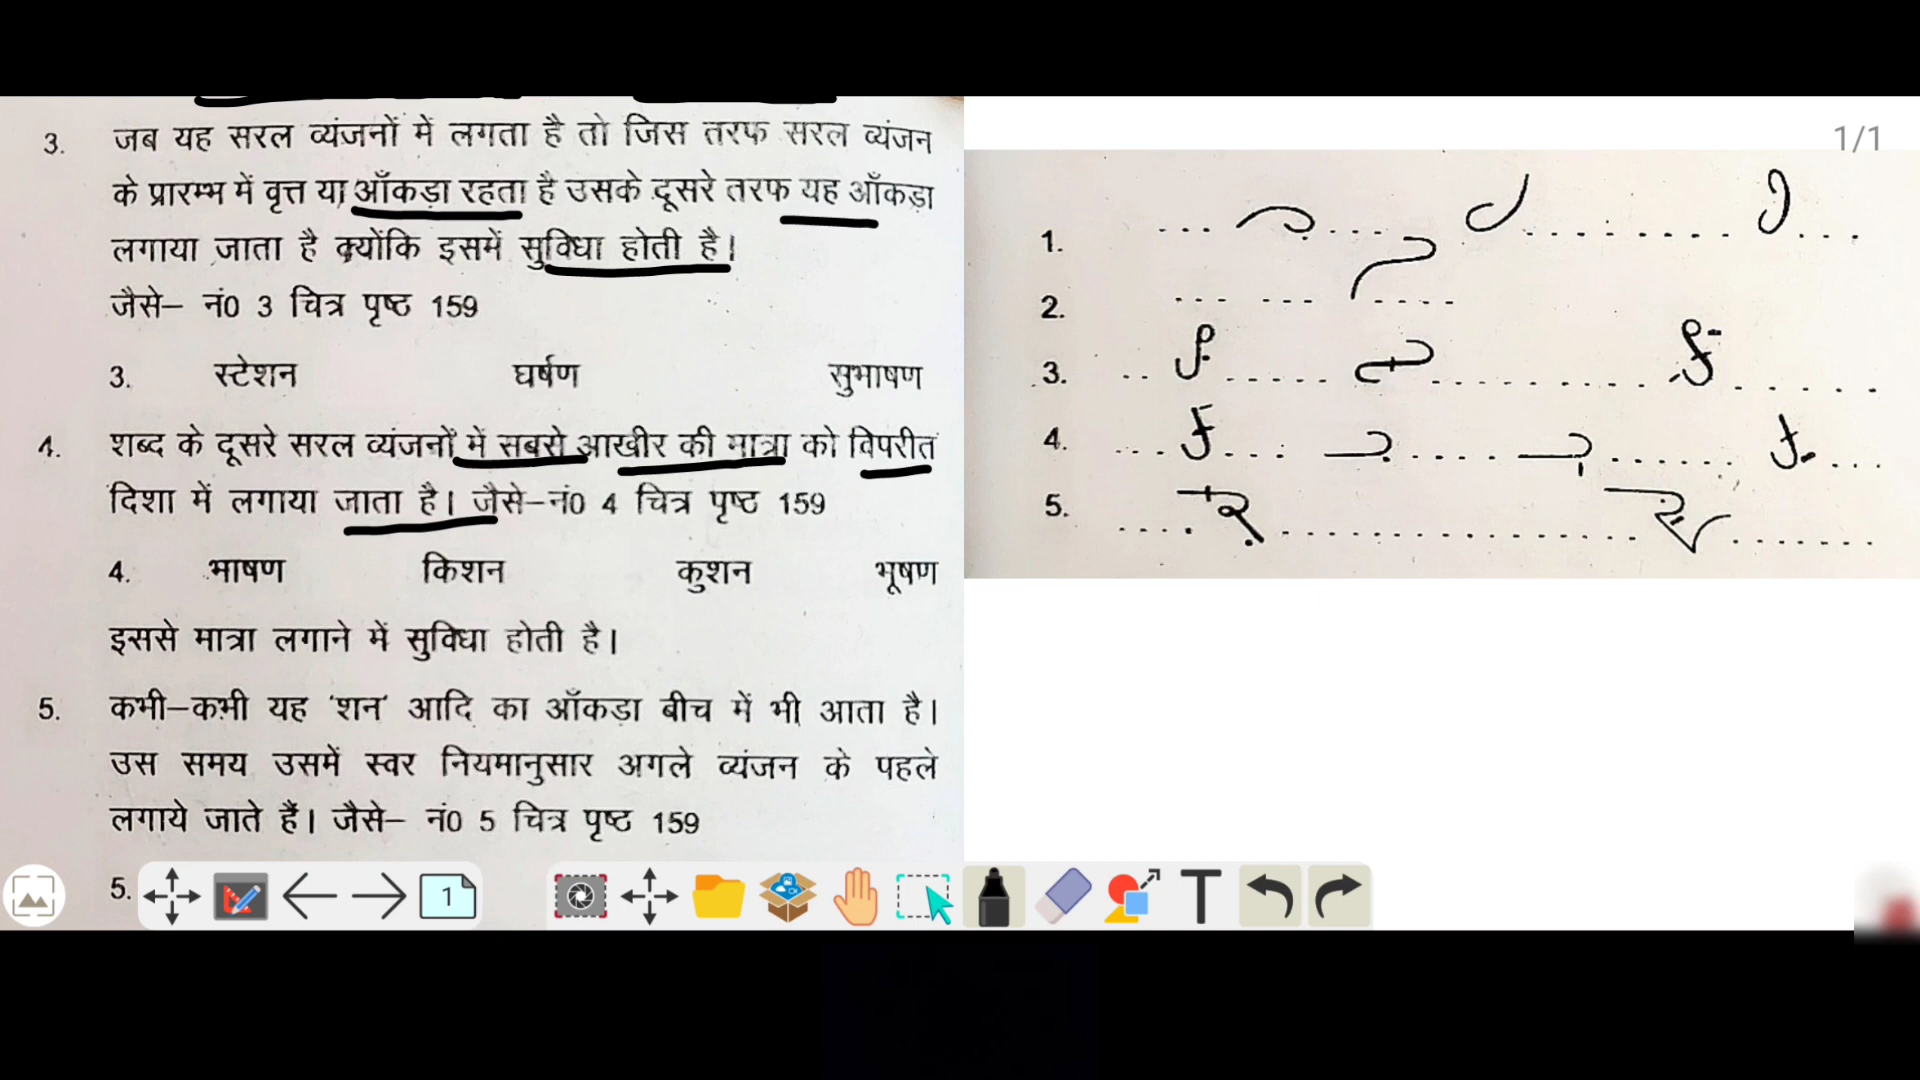 3. जब यह सरल व्यंजनों में लगता है तो जिस तरफ सरल व्यंजन
के प्रारम्भ में वृत्त या आँकड़ा रहता है उसके दूसरे तरफ यह आँकड़ा
लगाया जाता है क्योंकि इसमें सुविधा होती है।
जैसे– नं0 3 चित्र पृष्ठ 159
3. स्टेशन घर्षण सुभाषण
4. शब्द के दूसरे सरल व्यंजनों में सबसे आखीर की मात्रा को विपरीत
दिशा में लगाया जाता है। जैसे–नं0 4 चित्र पृष्ठ 159
4. भाषण किशन कुशन भूषण
इससे मात्रा लगाने में सुविधा होती है।
5. कभी–कभी यह 'शन' आदि का आँकड़ा बीच में भी आता है।
उस समय उसमें स्वर नियमानुसार अगले व्यंजन के पहले
लगाये जाते हैं। जैसे– नं0 5 चित्र पृष्ठ 159
5.
1
T
1/1
1.
2.
3.
4.
5.